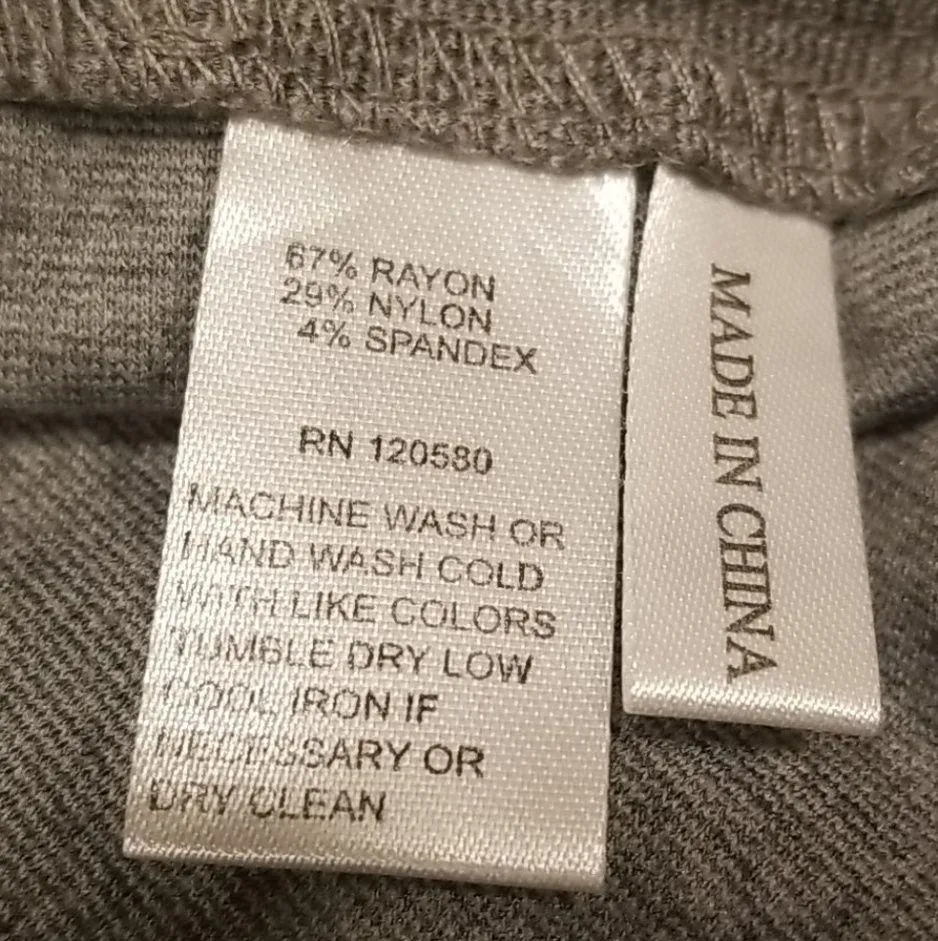 67% RAYON
29% NYLON
4% SPANDEX
RN 120580
MACHINE WASH OR
HAND WASH COLD
WITH LIKE COLORS
TUMBLE DRY LOW
COOL IRON IF
NECESSARY OR
DRY CLEAN
MADE IN CHINA